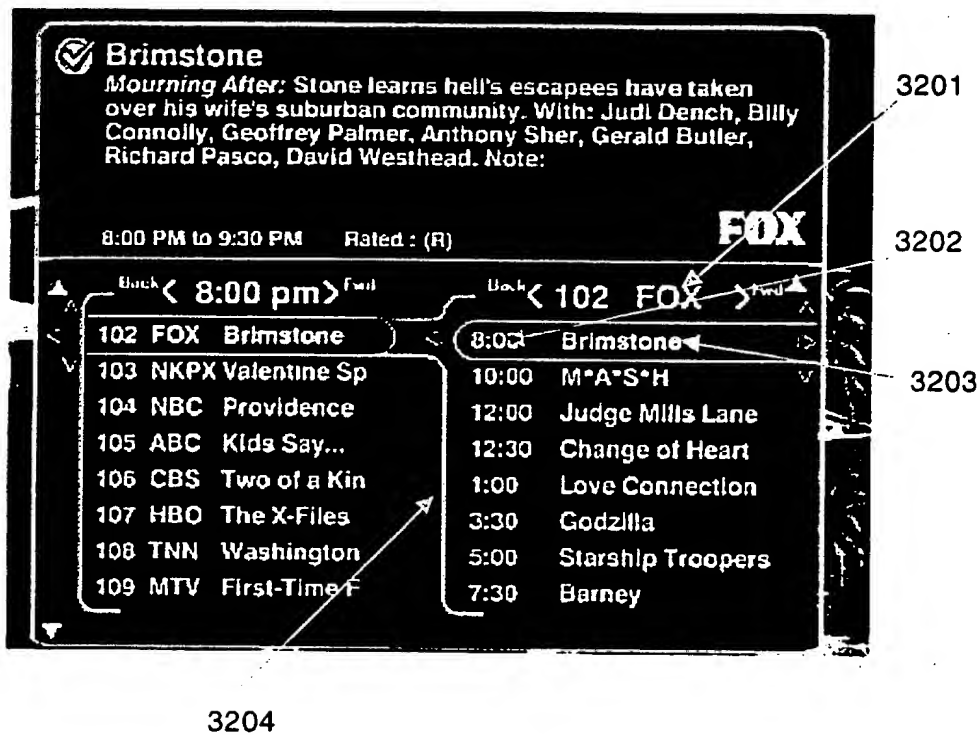 Brimstone
Mourning After: Stone learns hell's escapees have taken
over his wife's suburban community. With: Judi Dench, Billy
Connolly, Geoffrey Palmer, Anthony Sher, Gerald Butler,
Richard Pasco, David Westhead. Note:
8:00 PM to 9:30 PM Rated : (R)
FOX
Back < 8:00 pm > Fwd
102 FOX Brimstone
103 NKPX Valentine Sp
104 NBC Providence
105 ABC Kids Say...
106 CBS Two of a Kin
107 HBO The X-Files
108 TNN Washington
109 MTV First-Time F
Back < 102 FOX > Fwd
8:00 Brimstone
10:00 M*A*S*H
12:00 Judge Mills Lane
12:30 Change of Heart
1:00 Love Connection
3:30 Godzilla
5:00 Starship Troopers
7:30 Barney
3201
3202
3203
3204